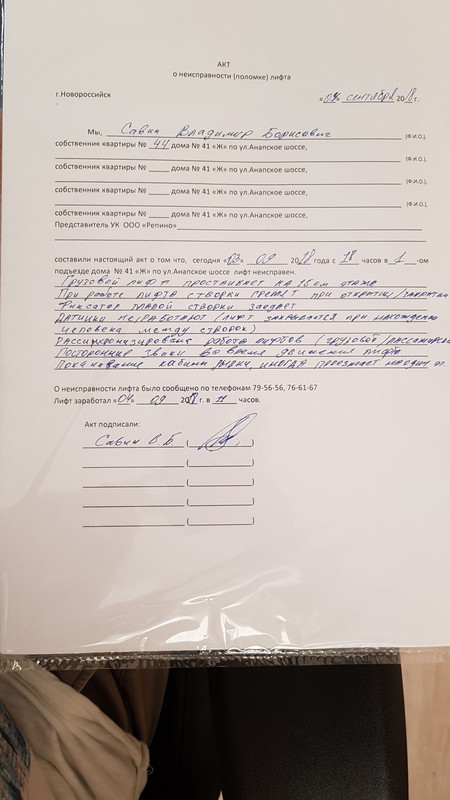 АКТ
о неисправности (поломке) лифта
г.Новороссийск
« » сентября 2018 г.
Мы, Савин Владимир Борисович (Ф.И.О.),
собственник квартиры № 44 дома № 41 «Ж» по ул.Анапское шоссе,
(Ф.И.О.),
собственник квартиры № дома № 41 «Ж» по ул.Анапское шоссе,
(Ф.И.О.),
собственник квартиры № дома № 41 «Ж» по ул.Анапское шоссе,
(Ф.И.О.),
собственник квартиры № дома № 41 «Ж» по ул.Анапское шоссе,
Представитель УК ООО «Репино»
составили настоящий акт о том что, сегодня «03» 09 2018 года с 18 часов в 1 -ом
подъезде дома № 41 «Ж» по ул.Анапское шоссе лифт неисправен.
Грузовой лифт простаивает на 16ом этаже
При работе лифта створки гремят при открытии/закрытии
Фиксатор левой створки заедает
Датчики не работают (лифт закрывается при нахождении
человека между створок)
Рассинхронизирована работа лифтов (грузовой/пассажирский
Посторонние звуки во время движения лифта
кабины рывки, иногда проезжает
О неисправности лифта было сообщено по телефонам 79-56-56, 76-61-67
Лифт заработал «04» 09 2018 г. в 11 часов.
Акт подписали:
Савин В.Б. ( )
( )
( )
( )
( )